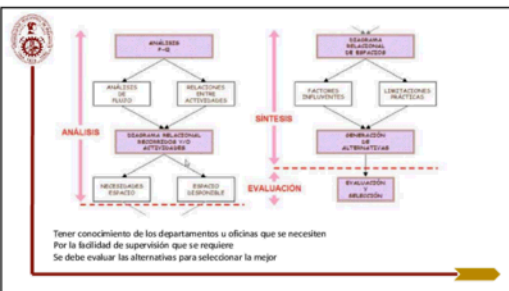 ANÁLISIS
P-Q
ANÁLISIS
DE
FLUJO
RELACIONES
ENTRE
ACTIVIDADES
ANÁLISIS
DIAGRAMA RELACIONAL
RECORRIDOS Y/O
ACTIVIDADES
NECESIDADES
ESPACIO
ESPACIO
DISPONIBLE
DIAGRAMA
RELACIONAL
DE ESPACIOS
FACTORES
INFLUYENTES
LIMITACIONES
PRÁCTICAS
SÍNTESIS
GENERACIÓN
DE
ALTERNATIVAS
EVALUACIÓN
EVALUACIÓN
Y
SELECCIÓN
Tener conocimiento de los departamentos u oficinas que se necesiten
Por la facilidad de supervisión que se requiere
Se debe evaluar las alternativas para seleccionar la mejor